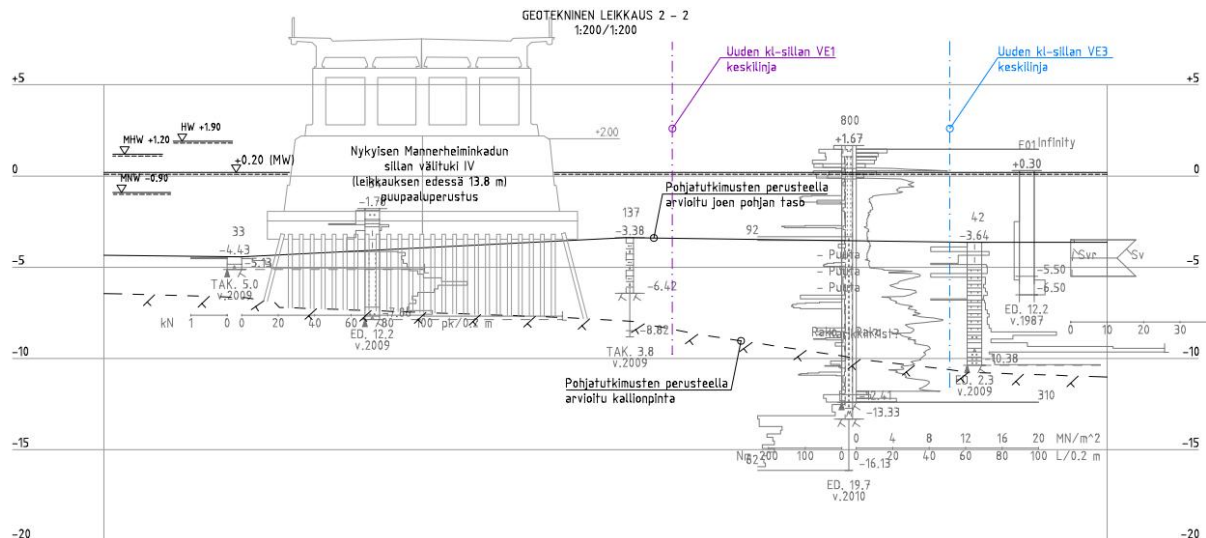 GEOTEKNINEN LEIKKAUS 2 - 2
1:200/1:200
Uuden kl-sillan VE1
keskilinja
Uuden kl-sillan VE3
keskilinja
+5
+5
HW +1.90
MHW +1.20
+0.20 (MW)
MNW -0.90
0
0
+2.00
Nykyisen Mannerheiminkadun
sillan välituki IV
(leikkauksen edessä 13.8 m)
puupaaluperustus
800
+1.67
E01 Infinity
+0.30
Pohjatutkimusten perusteella
arvioitu joen pohjan taso
33
-4.43
-5.13
TAK. 5.0
v.2009
137
-3.38
-6.42
-8.82
TAK. 3.8
v.2009
92
42
-3.64
- Puuta
- Puuta
- Puuta
Svr
Sv
-5
-5
-5.50
-6.50
ED. 12.2
v.1987
kN
1
0
0
20
40
60
80
100
pk/0.2 m
ED. 12.2
v.2009
0
10
20
30
-10
-10
-10.38
ED. 2.3
v.2009
Pohjatutkimusten perusteella
arvioitu kallionpinta
-12.41
310
-13.33
0
4
8
12
16
20
MN/m^2
-15
-15
Nm
200
100
0
0
20
40
60
80
100
L/0.2 m
62
-16.13
ED. 19.7
v.2010
-20
-20